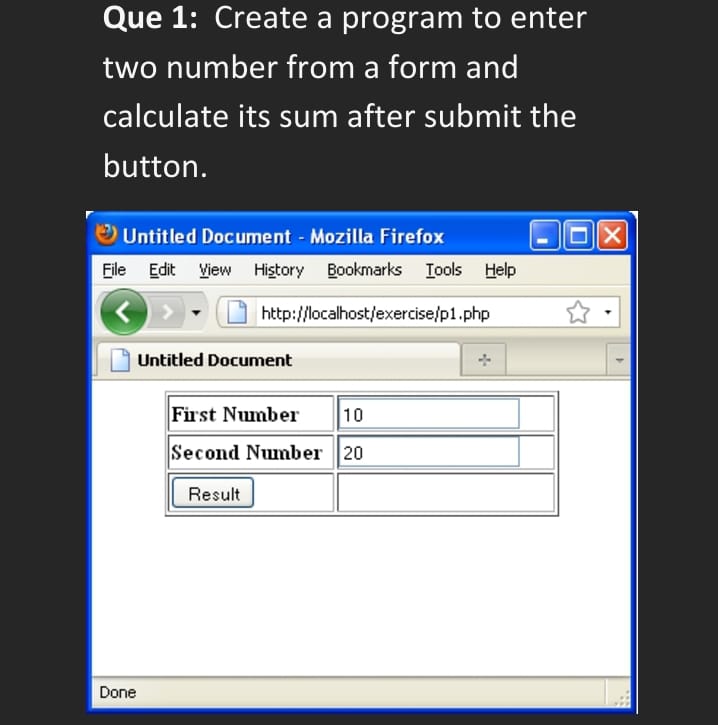 Que 1: Create a program to enter
two number from a form and
calculate its sum after submit the
button.
Untitled Document - Mozilla Firefox
File Edit View History Bookmarks Tools Help
http://localhost/exercise/p1.php
Untitled Document
First Number 10
Second Number 20
Result
Done